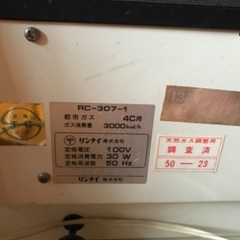 RC-307-1
都市ガス 4C用
ガス消費量 3000kcal/h
リンナイ株式会社
定格電圧 100V
定格消費電力 30W
定格周波数 50Hz
リンナイ株式会社
天然ガス調整用
調査済
50-23